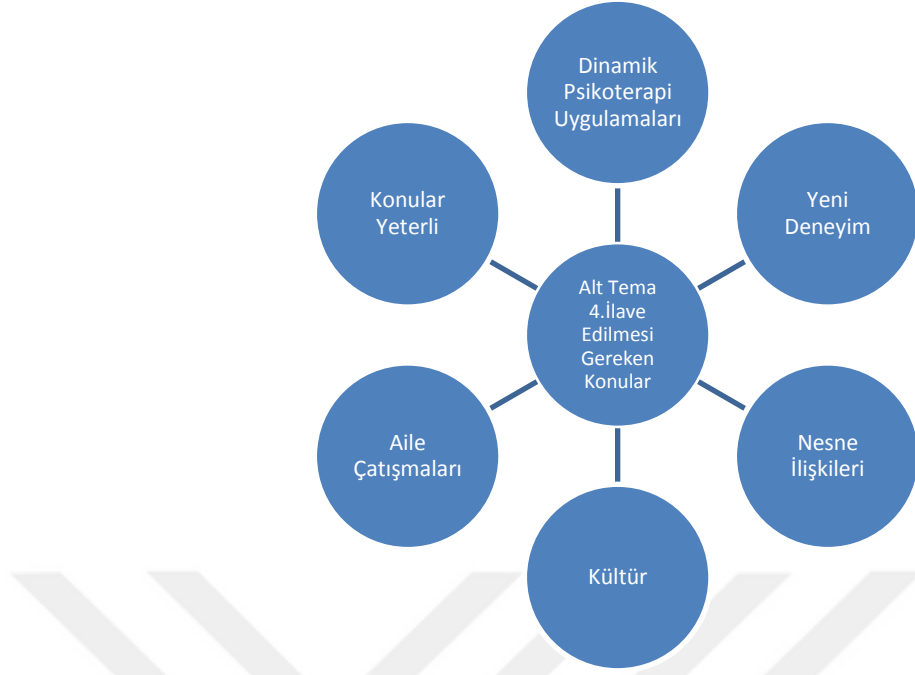 Dinamik
Psikoterapi
Uygulamaları
Konular
Yeterli
Yeni
Deneyim
Alt Tema
4.İlave
Edilmesi
Gereken
Konular
Aile
Çatışmaları
Nesne
İlişkileri
Kültür